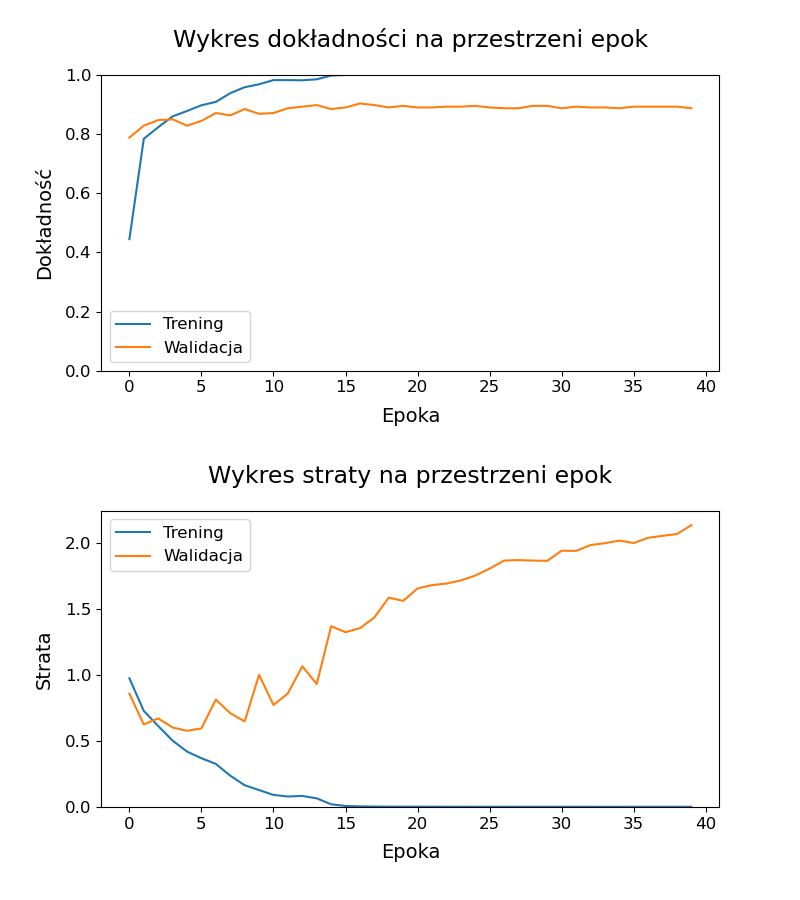 Wykres dokładności na przestrzeni epok
1.0
0.8
0.6
0.4
0.2
0.0
Dokładność
Trening
Walidacja
0 5 10 15 20 25 30 35 40
Epoka
Wykres straty na przestrzeni epok
2.0
1.5
1.0
0.5
0.0
Strata
Trening
Walidacja
0 5 10 15 20 25 30 35 40
Epoka